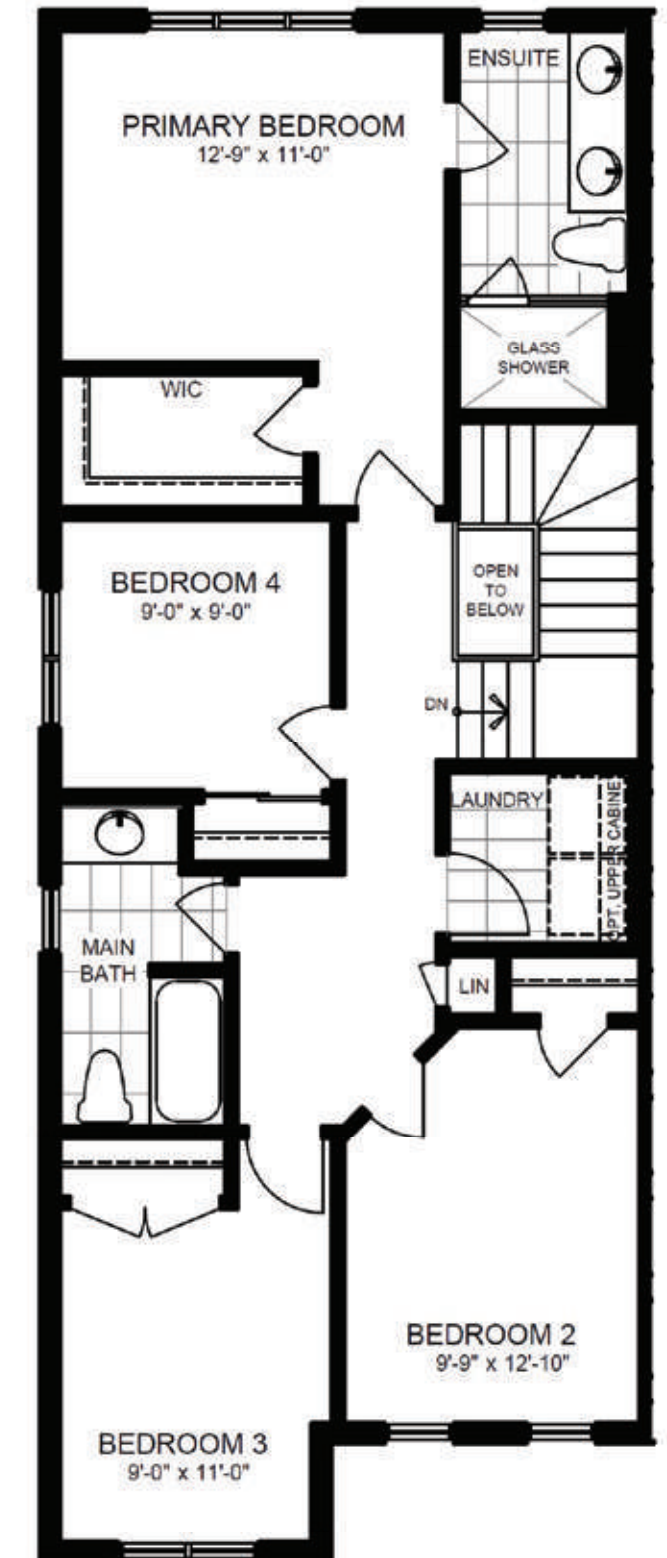 ENSUITE
PRIMARY BEDROOM
12'-9" x 11'-0"
GLASS
SHOWER
WIC
BEDROOM 4
9'-0" x 9'-0"
OPEN
TO
BELOW
DN
LAUNDRY
OPT. UPPER CABINE
MAIN
BATH
LIN
BEDROOM 2
9'-9" x 12'-10"
BEDROOM 3
9'-0" x 11'-0"